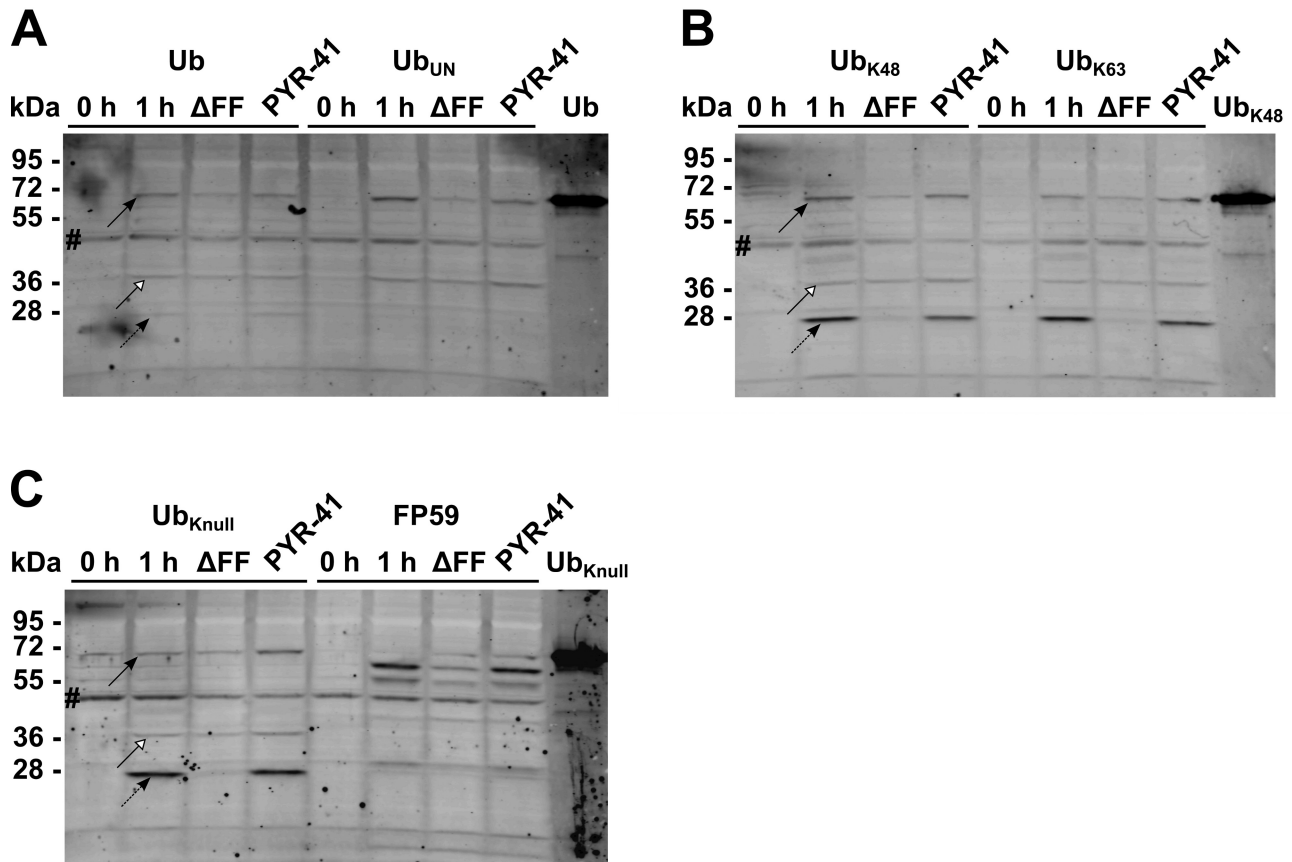 A
Ub UbUN
kDa 0 h 1 h ΔFF PYR-41 0 h 1 h ΔFF PYR-41 Ub
95 -
72 -
55 -
#
36 -
28 -
B
UbK48 UbK63
kDa 0 h 1 h ΔFF PYR-41 0 h 1 h ΔFF PYR-41 UbK48
95 -
72 -
55 -
#
36 -
28 -
C
UbKnull FP59
kDa 0 h 1 h ΔFF PYR-41 0 h 1 h ΔFF PYR-41 UbKnull
95 -
72 -
55 -
#
36 -
28 -